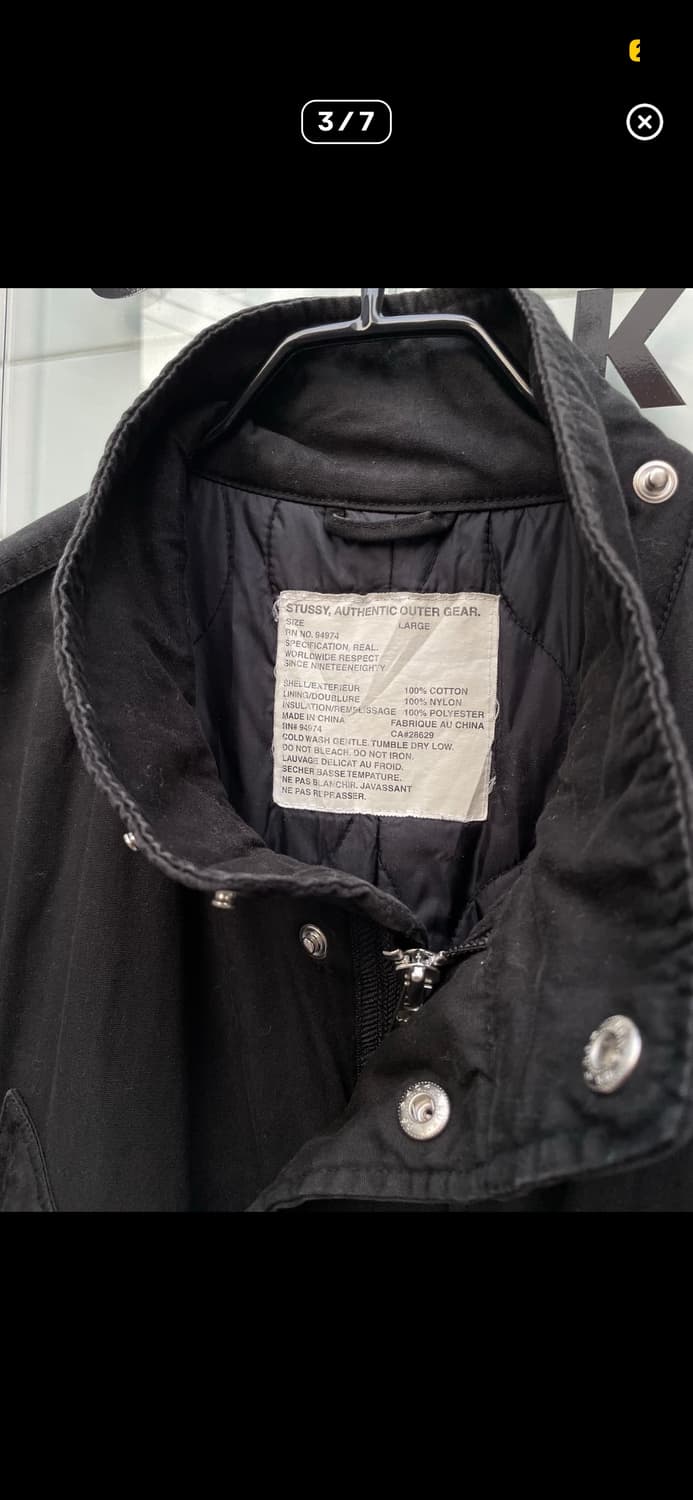 3/7
K
STUSSY, AUTHENTIC OUTER GEAR.
SIZE LARGE
RN NO. 94974
SPECIFICATION, REAL.
WORLDWIDE RESPECT
SINCE NINETEENEIGHTY
SHELL/EXTERIEUR 100% COTTON
LINING/DOUBLURE 100% NYLON
INSULATION/REMPLISSAGE 100% POLYESTER
MADE IN CHINA FABRIQUE AU CHINA
RN# 94974 CA#28629
COLD WASH GENTLE. TUMBLE DRY LOW.
DO NOT BLEACH. DO NOT IRON.
LAUVAGE DELICAT AU FROID.
SECHER BASSE TEMPATURE.
NE PAS BLANCHIR. JAVASSANT
NE PAS REPRASSER.